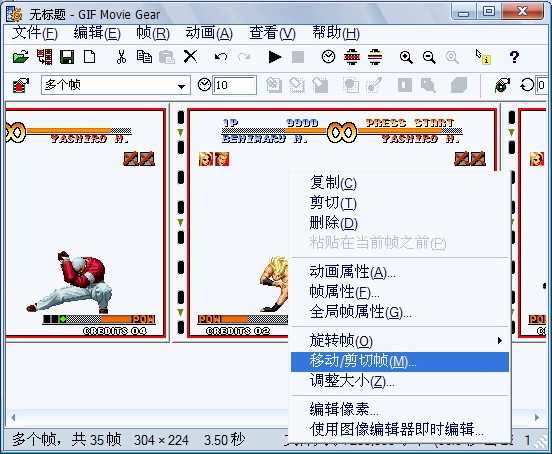 无标题 - GIF Movie Gear
文件(F) 编辑(E) 帧(R) 动画(A) 查看(V) 帮助(H)
多个帧 10 0
1P 9900 PRESS START
YASHIRO N. BENIMARU N. YASHIRO N.
复制(C)
剪切(T)
删除(D)
粘贴在当前帧之前(P)
动画属性(A)...
帧属性(F)...
全局帧属性(G)...
POW POW
CREDITS 04 CREDITS 02
旋转帧(O)
移动/剪切帧(M)...
调整大小(Z)...
编辑像素...
使用图像编辑器即时编辑...
多个帧，共 35帧 304 × 224 3.50 秒 1